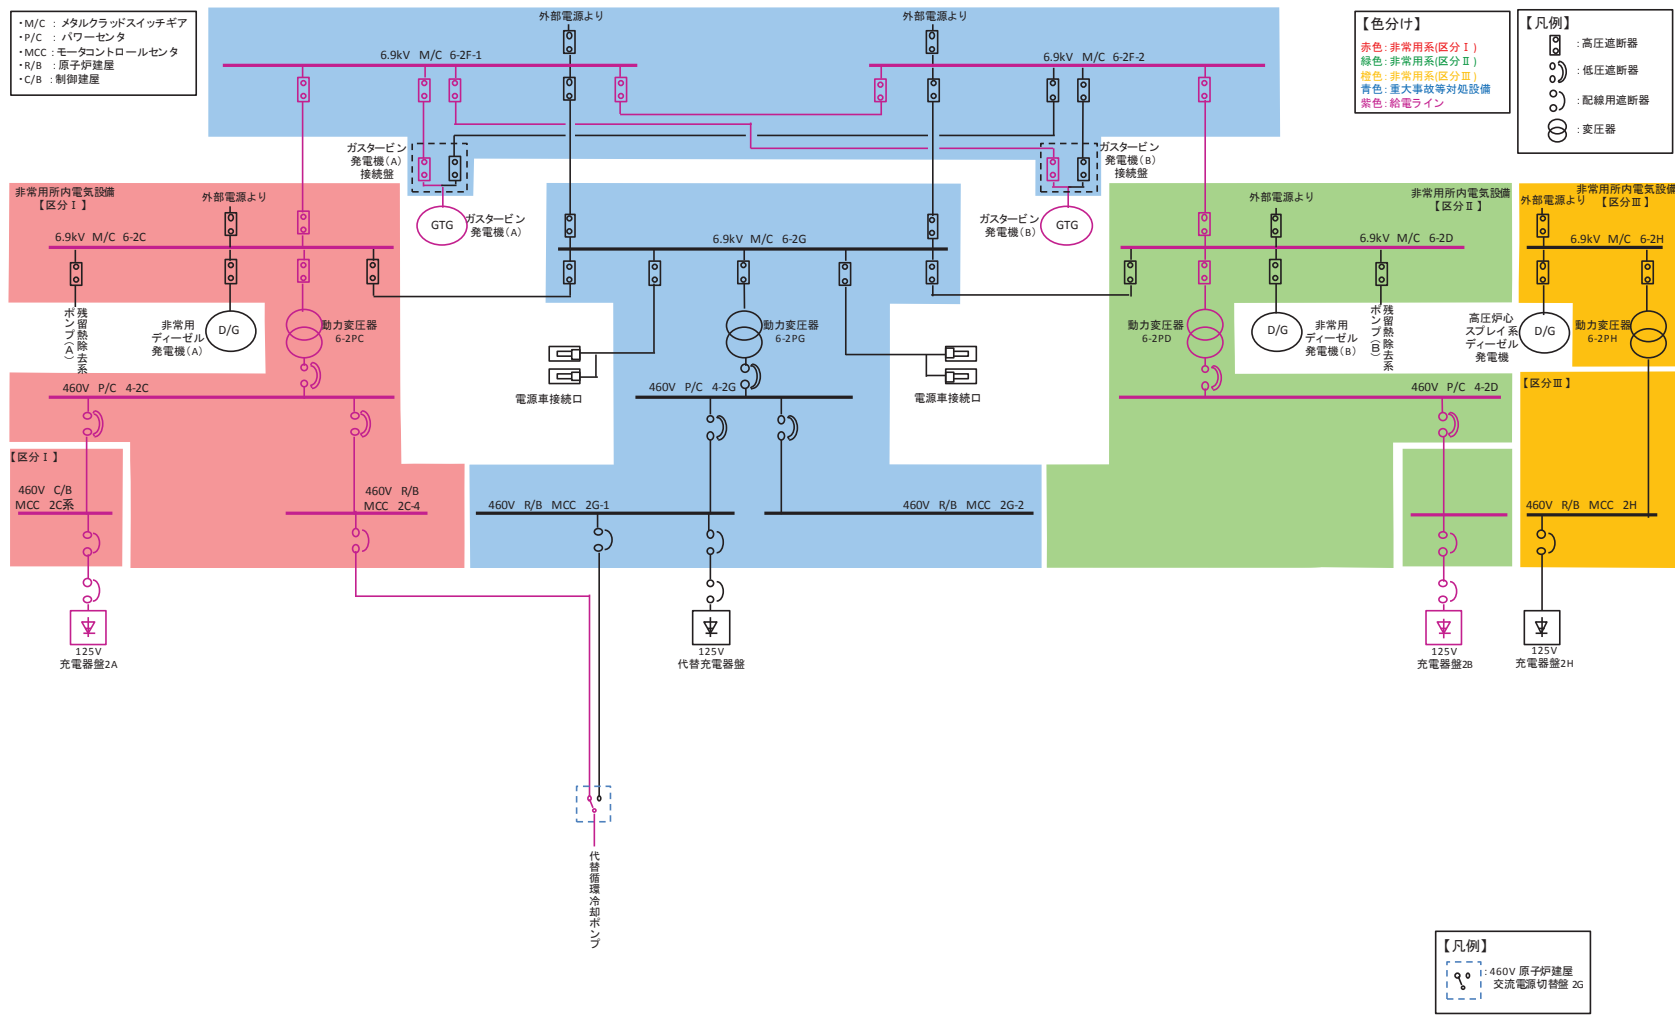 ・M/C ： メタルクラッドスイッチギア
・P/C ： パワーセンタ
・MCC ： モータコントロールセンタ
・R/B ： 原子炉建屋
・C/B ： 制御建屋
外部電源より
外部電源より
6.9kV M/C 6-2F-1
6.9kV M/C 6-2F-2
【色分け】
赤色：非常用系(区分Ⅰ)
緑色：非常用系(区分Ⅱ)
橙色：非常用系(区分Ⅲ)
青色：重大事故等対処設備
紫色：給電ライン
【凡例】
：高圧遮断器
：低圧遮断器
：配線用遮断器
：変圧器
ガスタービン
発電機(A)
接続盤
ガスタービン
発電機(B)
接続盤
GTG
ガスタービン
発電機(A)
ガスタービン
発電機(B)
GTG
非常用所内電気設備
【区分Ⅰ】
外部電源より
6.9kV M/C 6-2C
残留熱除去系
ポンプ(A)
非常用
ディーゼル
発電機(A)
D/G
動力変圧器
6-2PC
460V P/C 4-2C
【区分Ⅰ】
460V C/B
MCC 2C系
460V R/B
MCC 2C-4
125V
充電器盤2A
6.9kV M/C 6-2G
動力変圧器
6-2PG
電源車接続口
電源車接続口
460V P/C 4-2G
460V R/B MCC 2G-1
460V R/B MCC 2G-2
125V
代替充電器盤
代替循環冷却ポンプ
非常用所内電気設備
【区分Ⅱ】
外部電源より
6.9kV M/C 6-2D
動力変圧器
6-2PD
D/G
非常用
ディーゼル
発電機(B)
残留熱除去系
ポンプ(B)
460V P/C 4-2D
125V
充電器盤2B
非常用所内電気設備
【区分Ⅲ】
外部電源より
6.9kV M/C 6-2H
高圧炉心
スプレイ系
ディーゼル
発電機
D/G
動力変圧器
6-2PH
【区分Ⅲ】
460V R/B MCC 2H
125V
充電器盤2H
【凡例】
：460V 原子炉建屋
交流電源切替盤 2G